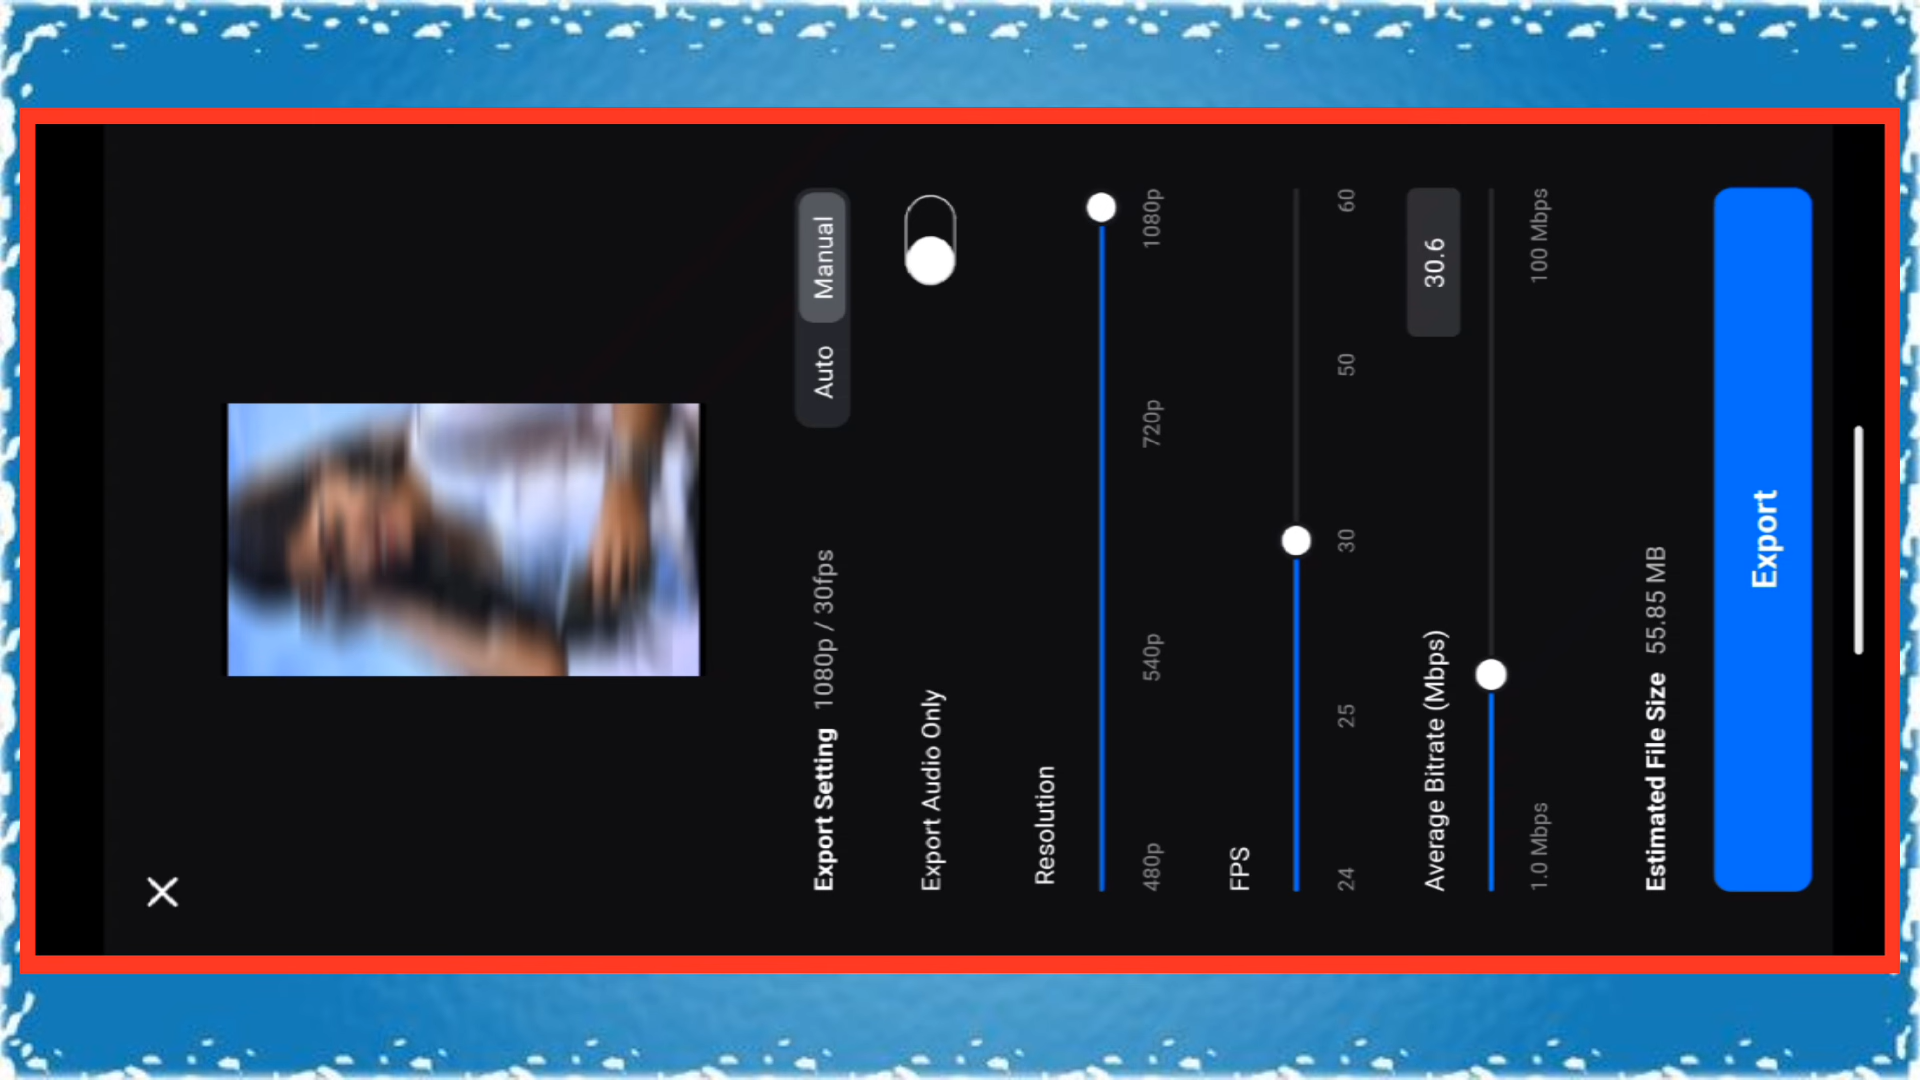 Export Setting 1080p / 30fps Auto Manual
Export Audio Only
Resolution
480p 540p 720p 1080p
FPS
24 25 30 50 60
Average Bitrate (Mbps) 30.6
1.0 Mbps 100 Mbps
Estimated File Size 55.85 MB
Export